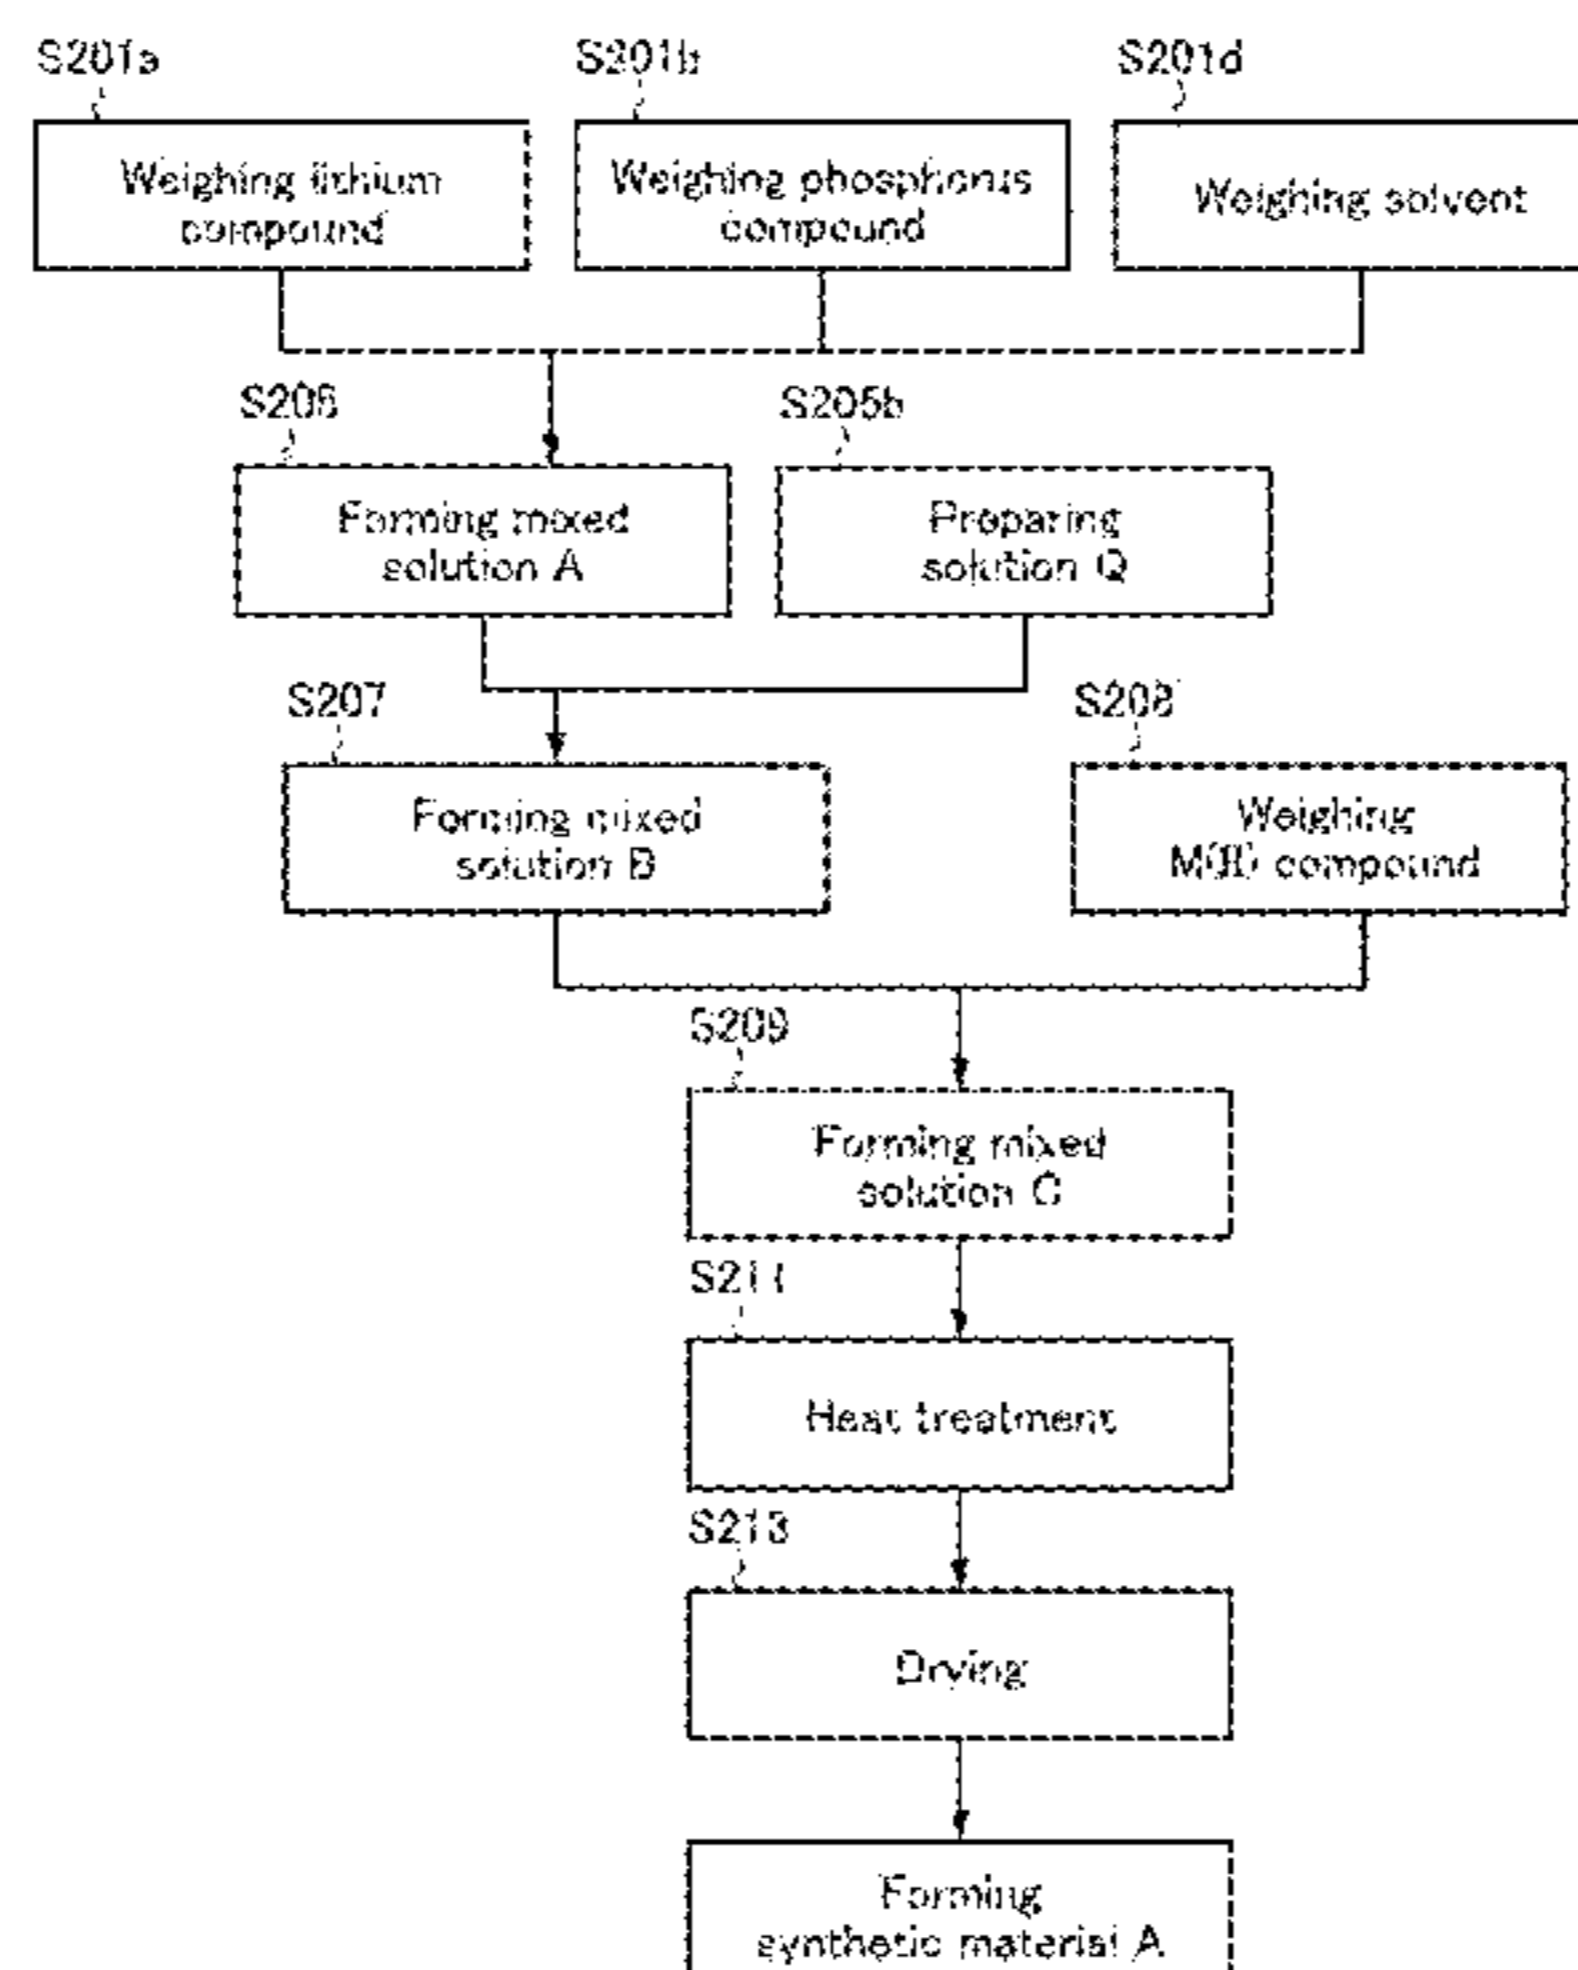 S201a
S201b
S201d
Weighing lithium
compound
Weighing phosphorus
compound
Weighing solvent
S205b
Forming mixed
solution A
Preparing
solution Q
S207
S208
Forming mixed
solution B
Weighing
M(II) compound
S209
Forming mixed
solution C
S211
Heat treatment
S213
Drying
Forming
synthetic material A